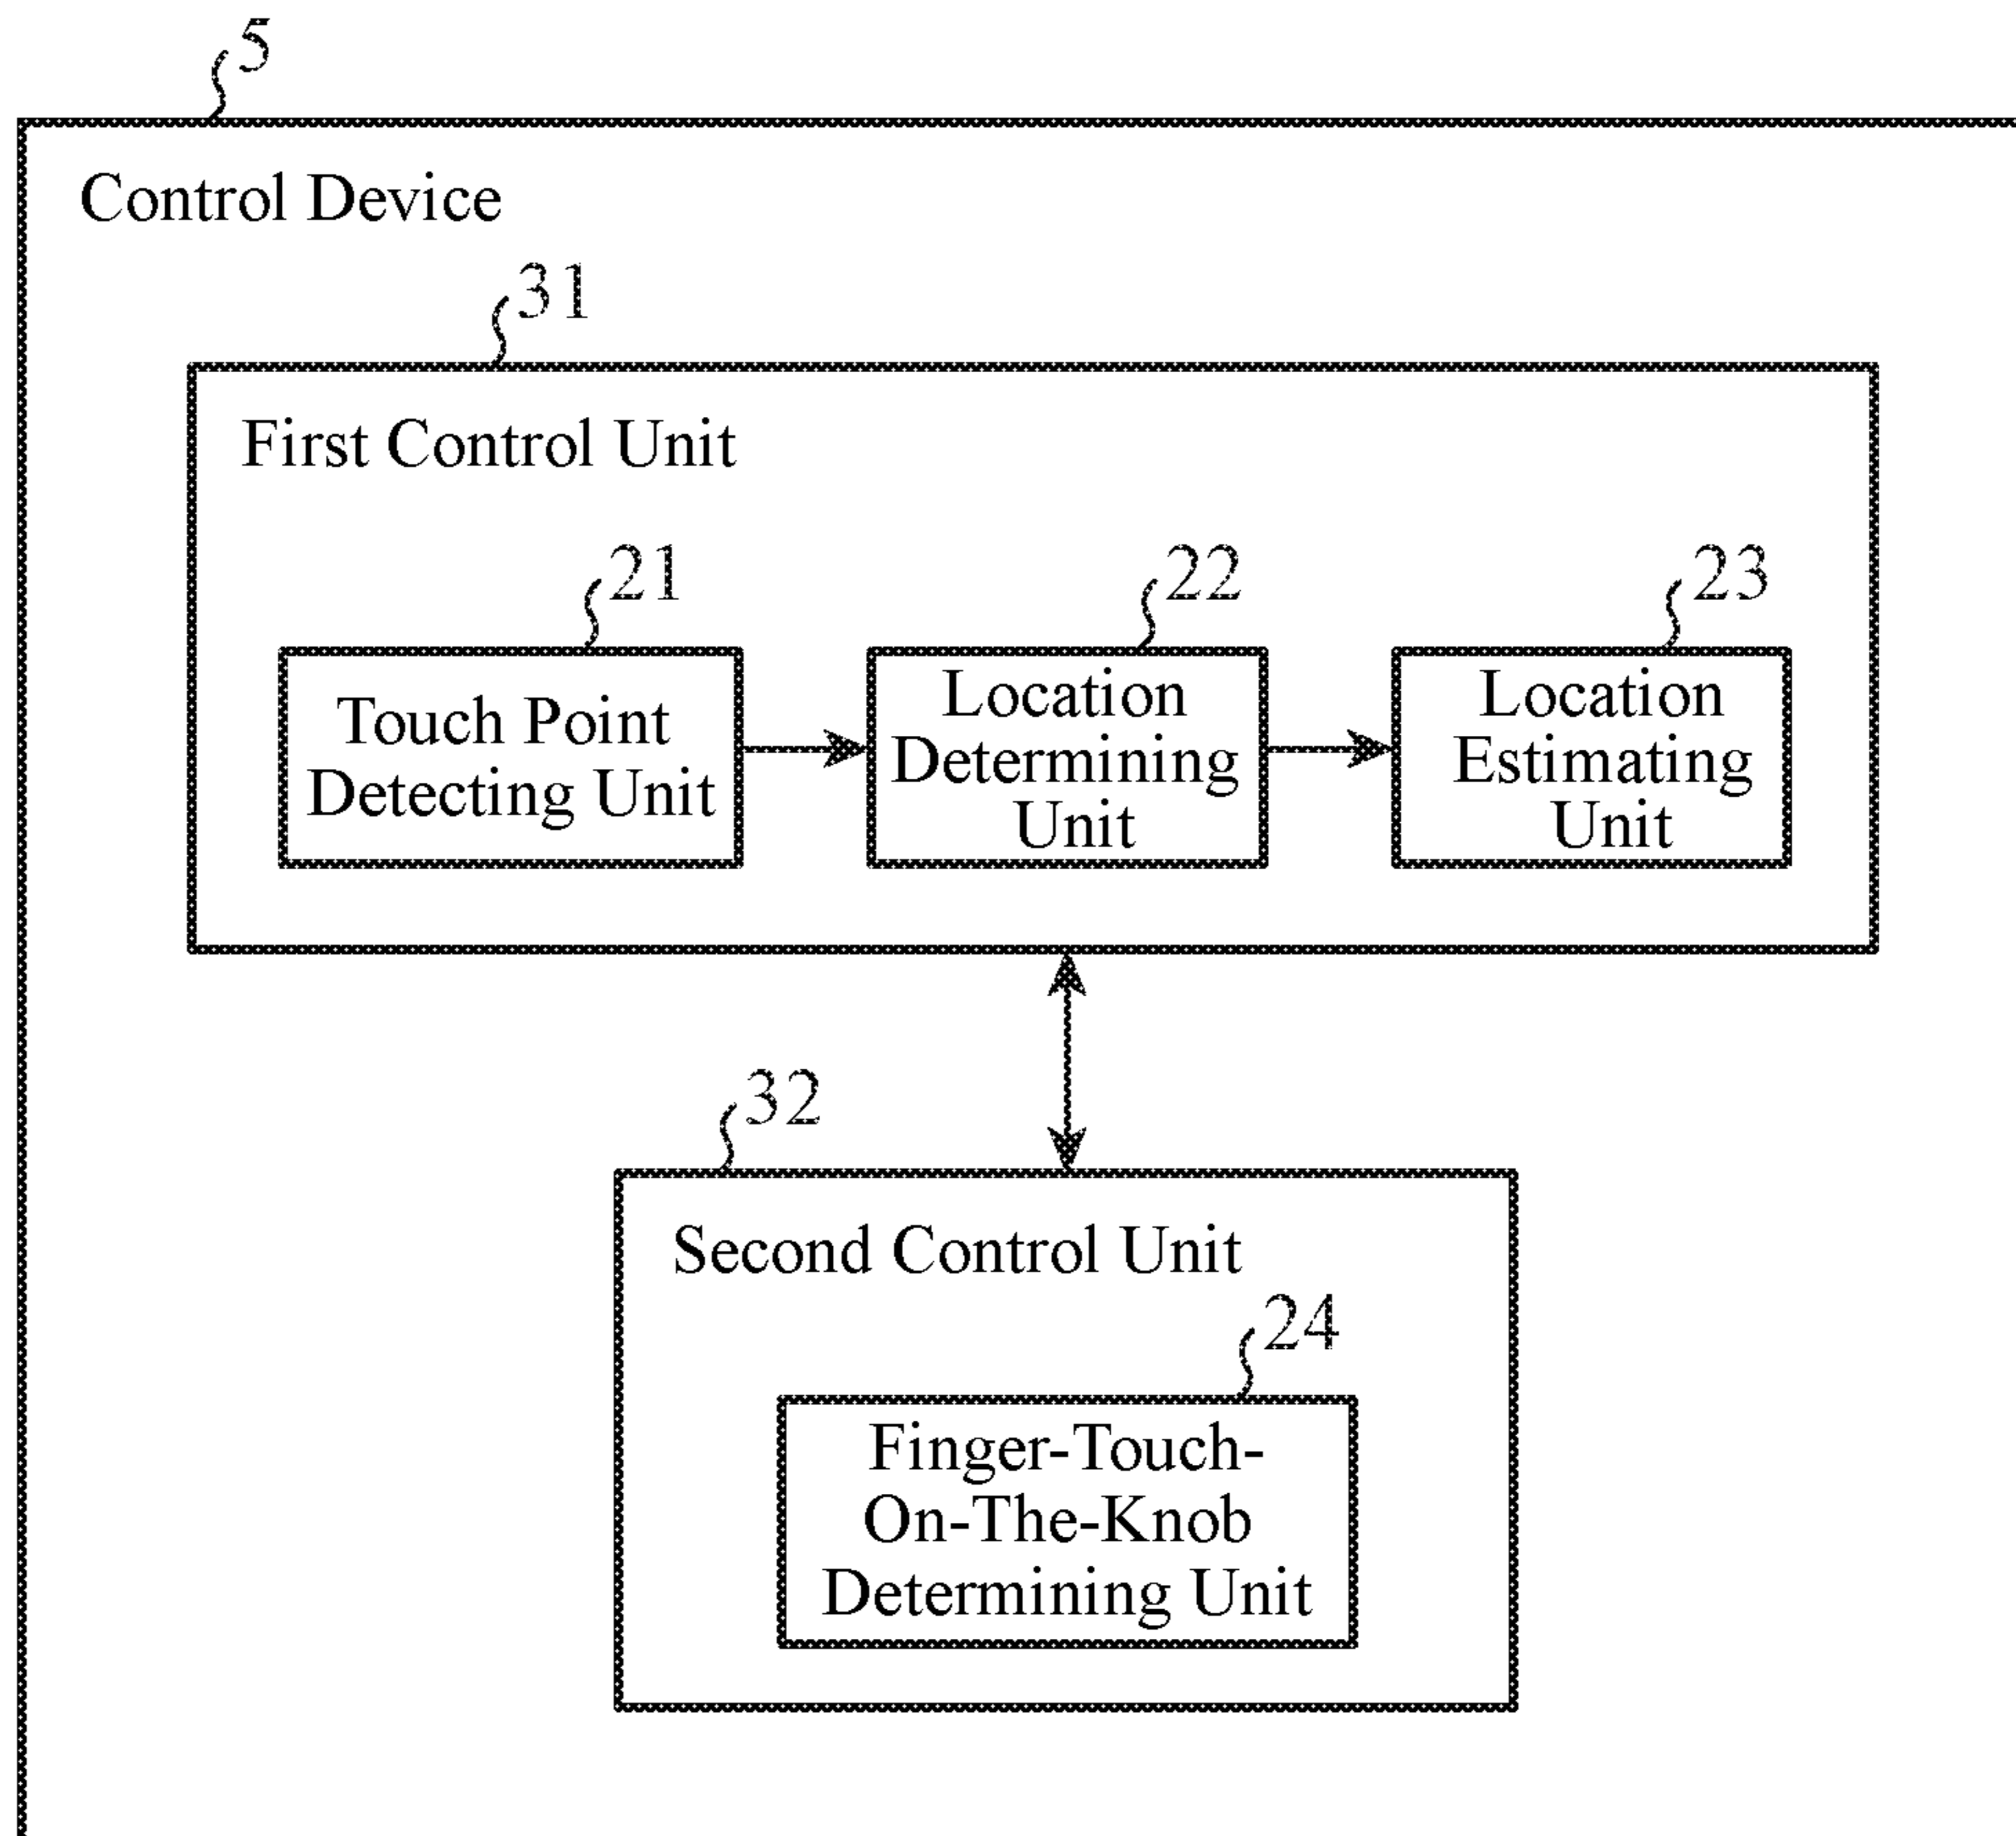 5
Control Device
31
First Control Unit
21
22
23
Touch Point
Detecting Unit
Location
Determining
Unit
Location
Estimating
Unit
32
Second Control Unit
24
Finger-Touch-
On-The-Knob
Determining Unit